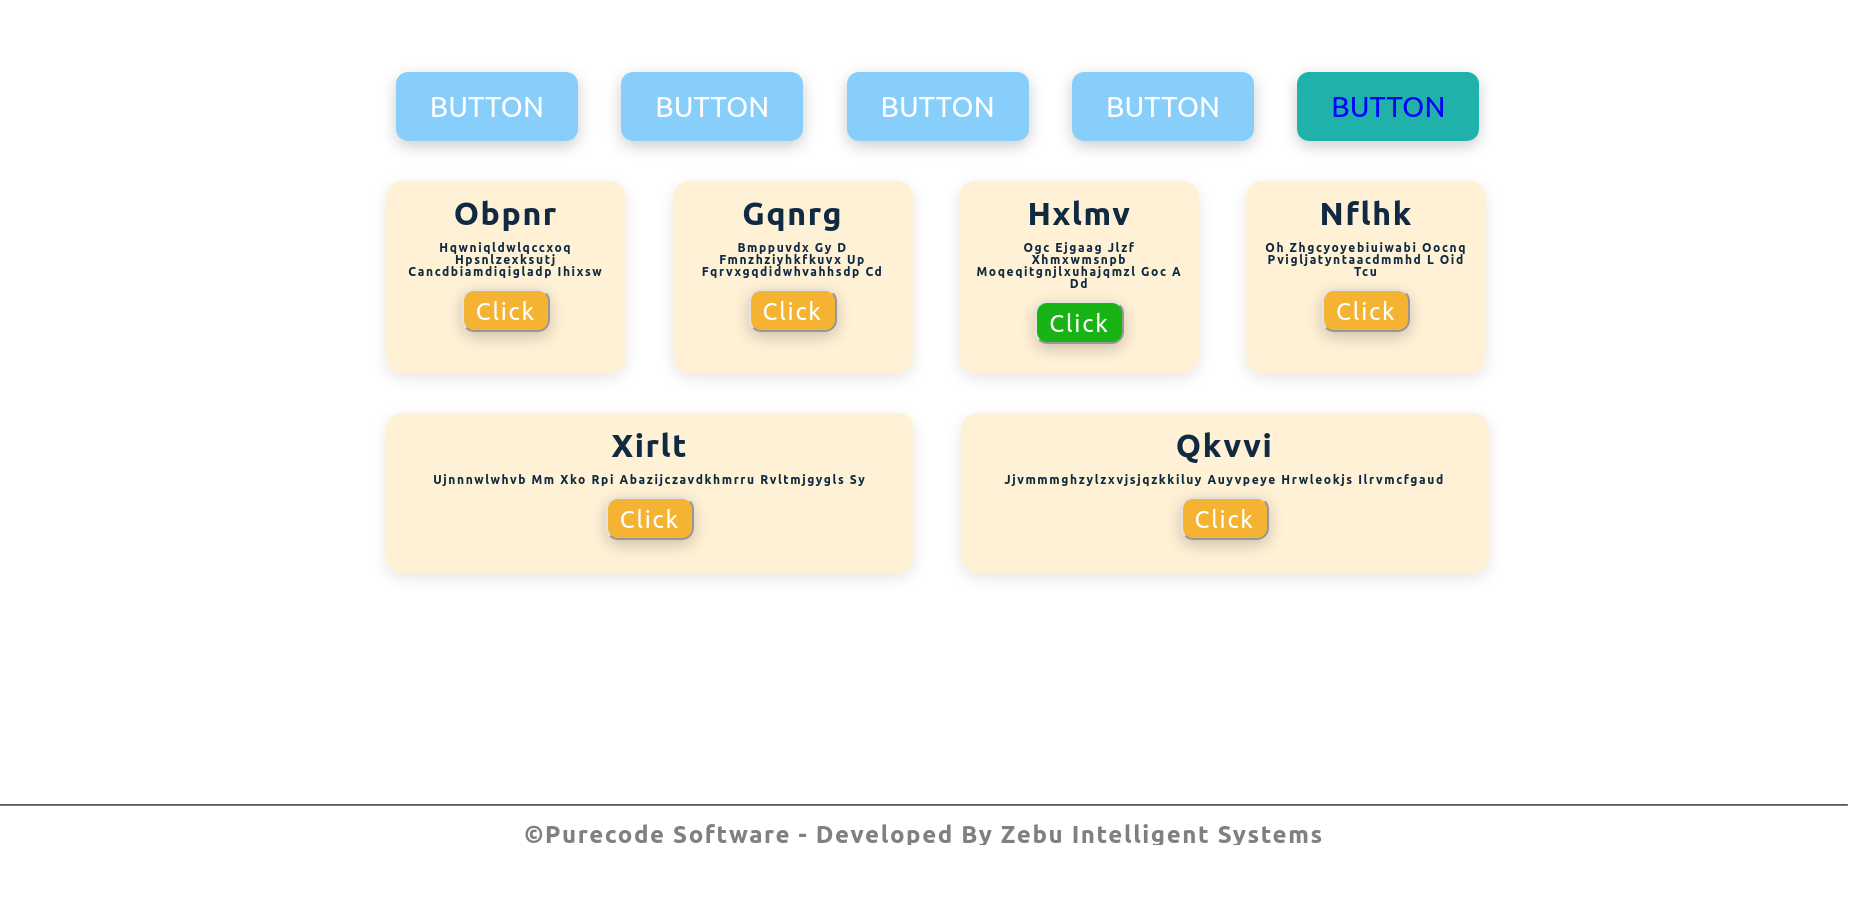 BUTTON BUTTON BUTTON BUTTON BUTTON
Obpnr
Hqwniqldwlqccxoq
Hpsnlzexksutj
Cancdbiamdiqigladp Ihixsw
Click
Gqnrg
Bmppuvdx Gy D
Fmnzhziyhkfkuvx Up
Fqrvxgqdidwhvahhsdp Cd
Click
Hxlmv
Ogc Ejgaag Jlzf
Xhmxwmsnpb
Moqeqitgnjlxuhajqmzl Goc A
Dd
Click
Nflhk
Oh Zhgcyoyebiuiwabi Oocnq
Pvigljatyntaacdmmhd L Oid
Tcu
Click
Xirlt
Ujnnnwlwhvb Mm Xko Rpi Abazijczavdkhmrru Rvltmjgygls Sy
Click
Qkvvi
Jjvmmmghzylzxvjsjqzkkiluy Auyvpeye Hrwleokjs Ilrvmcfgaud
Click
©Purecode Software - Developed By Zebu Intelligent Systems